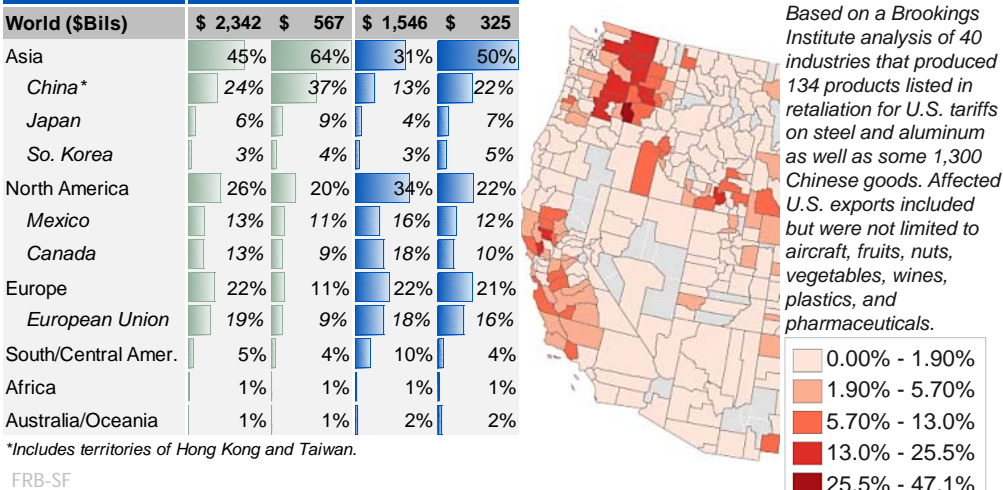 World ($Bils) $ 2,342 $ 567 $ 1,546 $ 325
Asia 45% 64% 31% 50%
China* 24% 37% 13% 22%
Japan 6% 9% 4% 7%
So. Korea 3% 4% 3% 5%
North America 26% 20% 34% 22%
Mexico 13% 11% 16% 12%
Canada 13% 9% 18% 10%
Europe 22% 11% 22% 21%
European Union 19% 9% 18% 16%
South/Central Amer. 5% 4% 10% 4%
Africa 1% 1% 1% 1%
Australia/Oceania 1% 1% 2% 2%
*Includes territories of Hong Kong and Taiwan.
FRB-SF
Based on a Brookings
Institute analysis of 40
industries that produced
134 products listed in
retaliation for U.S. tariffs
on steel and aluminum
as well as some 1,300
Chinese goods. Affected
U.S. exports included
but were not limited to
aircraft, fruits, nuts,
vegetables, wines,
plastics, and
pharmaceuticals.
0.00% - 1.90%
1.90% - 5.70%
5.70% - 13.0%
13.0% - 25.5%
25.5% - 47.1%